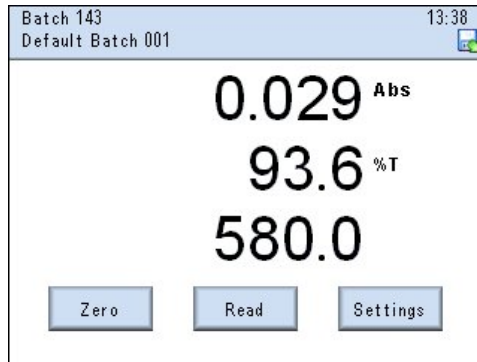 Batch 143 13:38
Default Batch 001
0.029 Abs
93.6 %T
580.0
Zero Read Settings